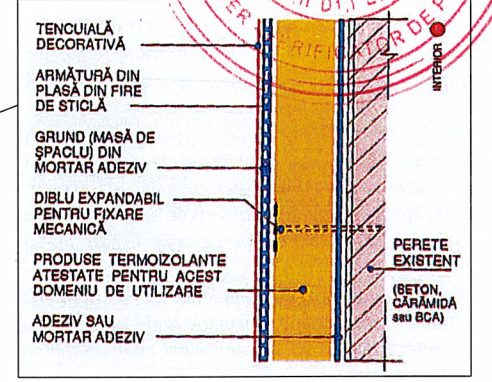 TENCUIALĂ
DECORATIVĂ
ARMĂTURĂ DIN
PLASĂ DIN FIRE
DE STICLĂ
GRUND (MASĂ DE
ŞPACLU) DIN
MORTAR ADEZIV
DIBLU EXPANDABIL
PENTRU FIXARE
MECANICĂ
PRODUSE TERMOIZOLANTE
ATESTATE PENTRU ACEST
DOMENIU DE UTILIZARE
ADEZIV SAU
MORTAR ADEZIV
INTERIOR
PERETE
EXISTENT
(BETON,
CĂRĂMIDĂ
sau BCA)
VERIFICATOR DE